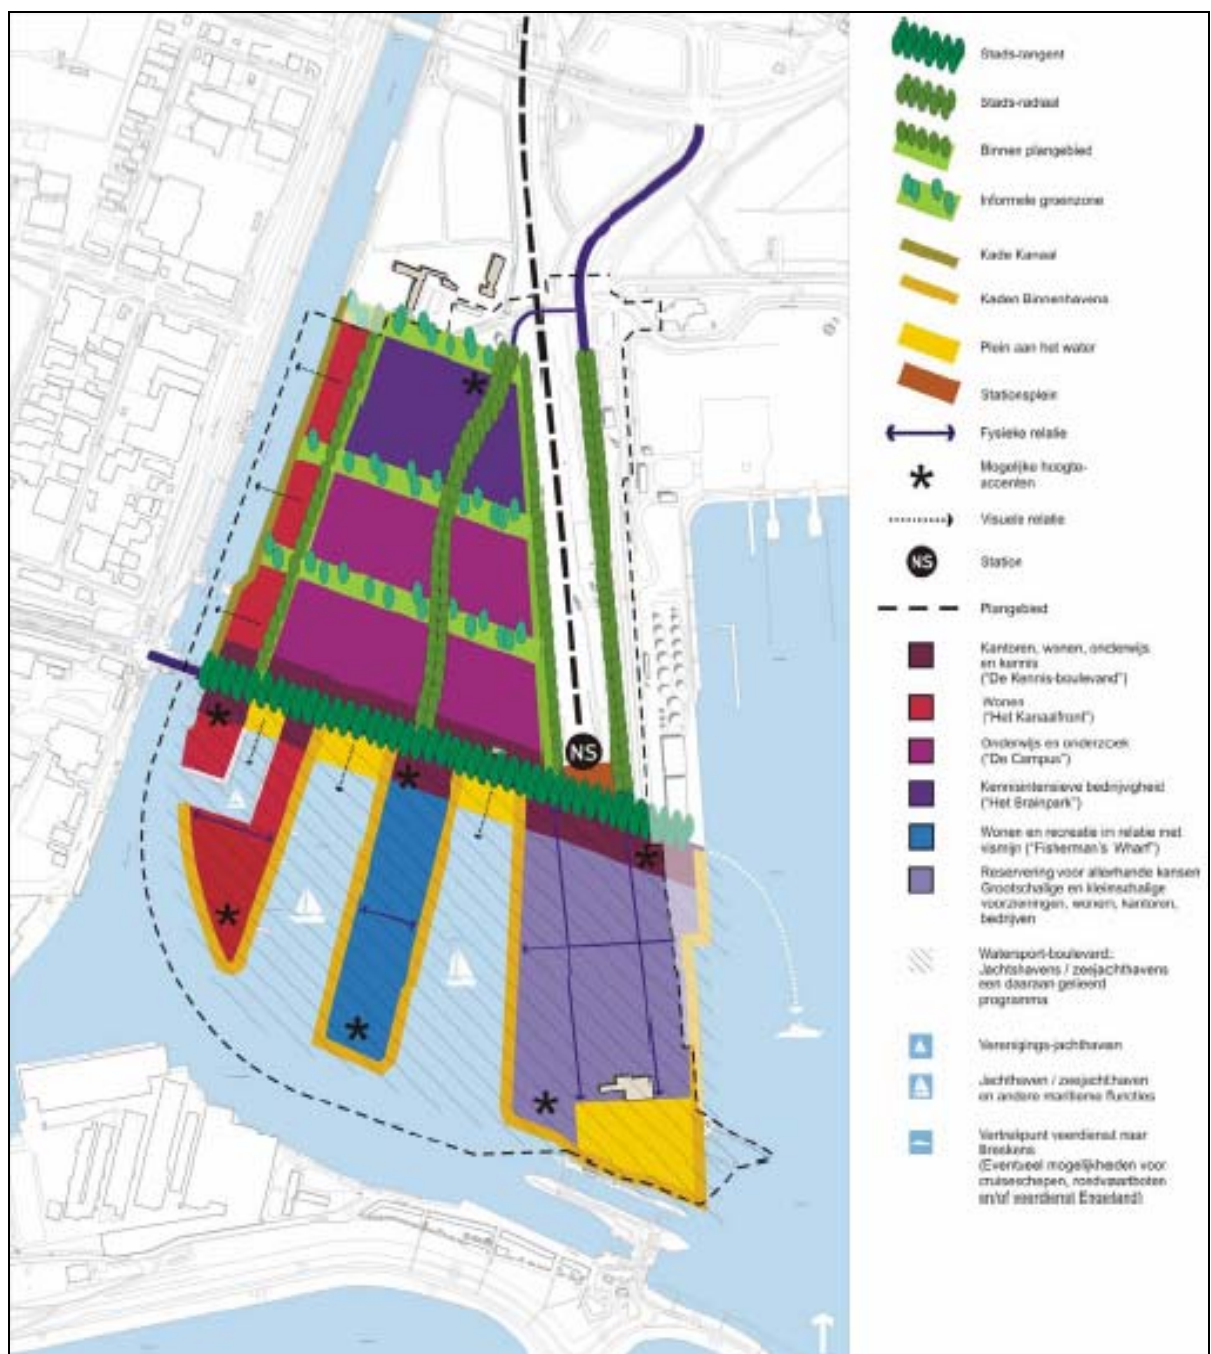 Stads-tangent
Stads-radiaal
Binnen plangebied
Informele groenzone
Kade Kanaal
Kaden Binnenhavens
Plein aan het water
Stationsplein
Fysieke relatie
Mogelijke hoogte-
accenten
Visuele relatie
NS
Station
Plangebied
Kantoren, wonen, onderwijs
en kennis
("De Kennis-boulevard")
Wonen
("Het Kanaalfront")
Onderwijs en onderzoek
("De Campus")
Kennisintensieve bedrijvigheid
("Het Brainpark")
Wonen en recreatie in relatie met
vismijn ("Fisherman's Wharf")
Reservering voor allerhande kansen
Grootschalige en kleinschalige
voorzieningen, wonen, kantoren,
bedrijven
Watersport-boulevard:
Jachthavens / zeejachthavens
een daaraan gelieerd
programma
Verenigings-jachthaven
Jachthaven / zeejachthaven
en andere maritieme functies
Vertrekpunt veerdienst naar
Breskens
(Eventueel mogelijkheden voor
cruiseschepen, rondvaartboten
en/of veerdienst Engeland)
NS